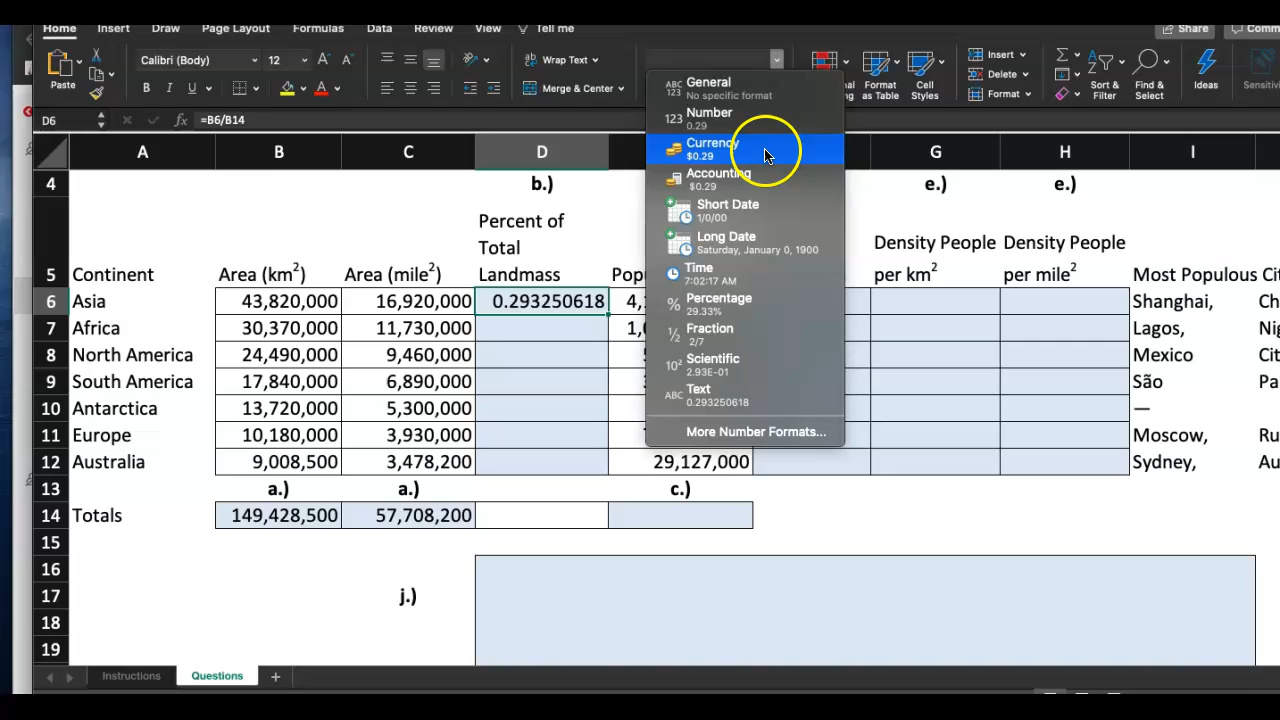 Home Insert Draw Page Layout Formulas Data Review View Tell me Share
Calibri (Body) 12 Wrap Text Insert
Paste Delete
B I U Merge & Center Format as Table Cell Styles Format Sort & Filter Find & Select Ideas
D6 fx =B6/B14
General
No specific format
Number
0.29
Currency
$0.29
Accounting
$0.29
Short Date
1/0/00
Long Date
Saturday, January 0, 1900
Time
7:02:17 AM
Percentage
29.33%
Fraction
2/7
Scientific
2.93E-01
Text
0.293250618
More Number Formats...
A B C D G H I
4 b.) e.) e.)
Percent of
Total
Landmass
Density People
per km2
Density People
per mile2
5 Continent Area (km2) Area (mile2) Most Populous
6 Asia 43,820,000 16,920,000 0.293250618 Shanghai,
7 Africa 30,370,000 11,730,000 Lagos,
8 North America 24,490,000 9,460,000 Mexico
9 South America 17,840,000 6,890,000 São
10 Antarctica 13,720,000 5,300,000 —
11 Europe 10,180,000 3,930,000 Moscow,
12 Australia 9,008,500 3,478,200 29,127,000 Sydney,
13 a.) a.) c.)
14 Totals 149,428,500 57,708,200
15
16
17 j.)
18
19
Instructions Questions +